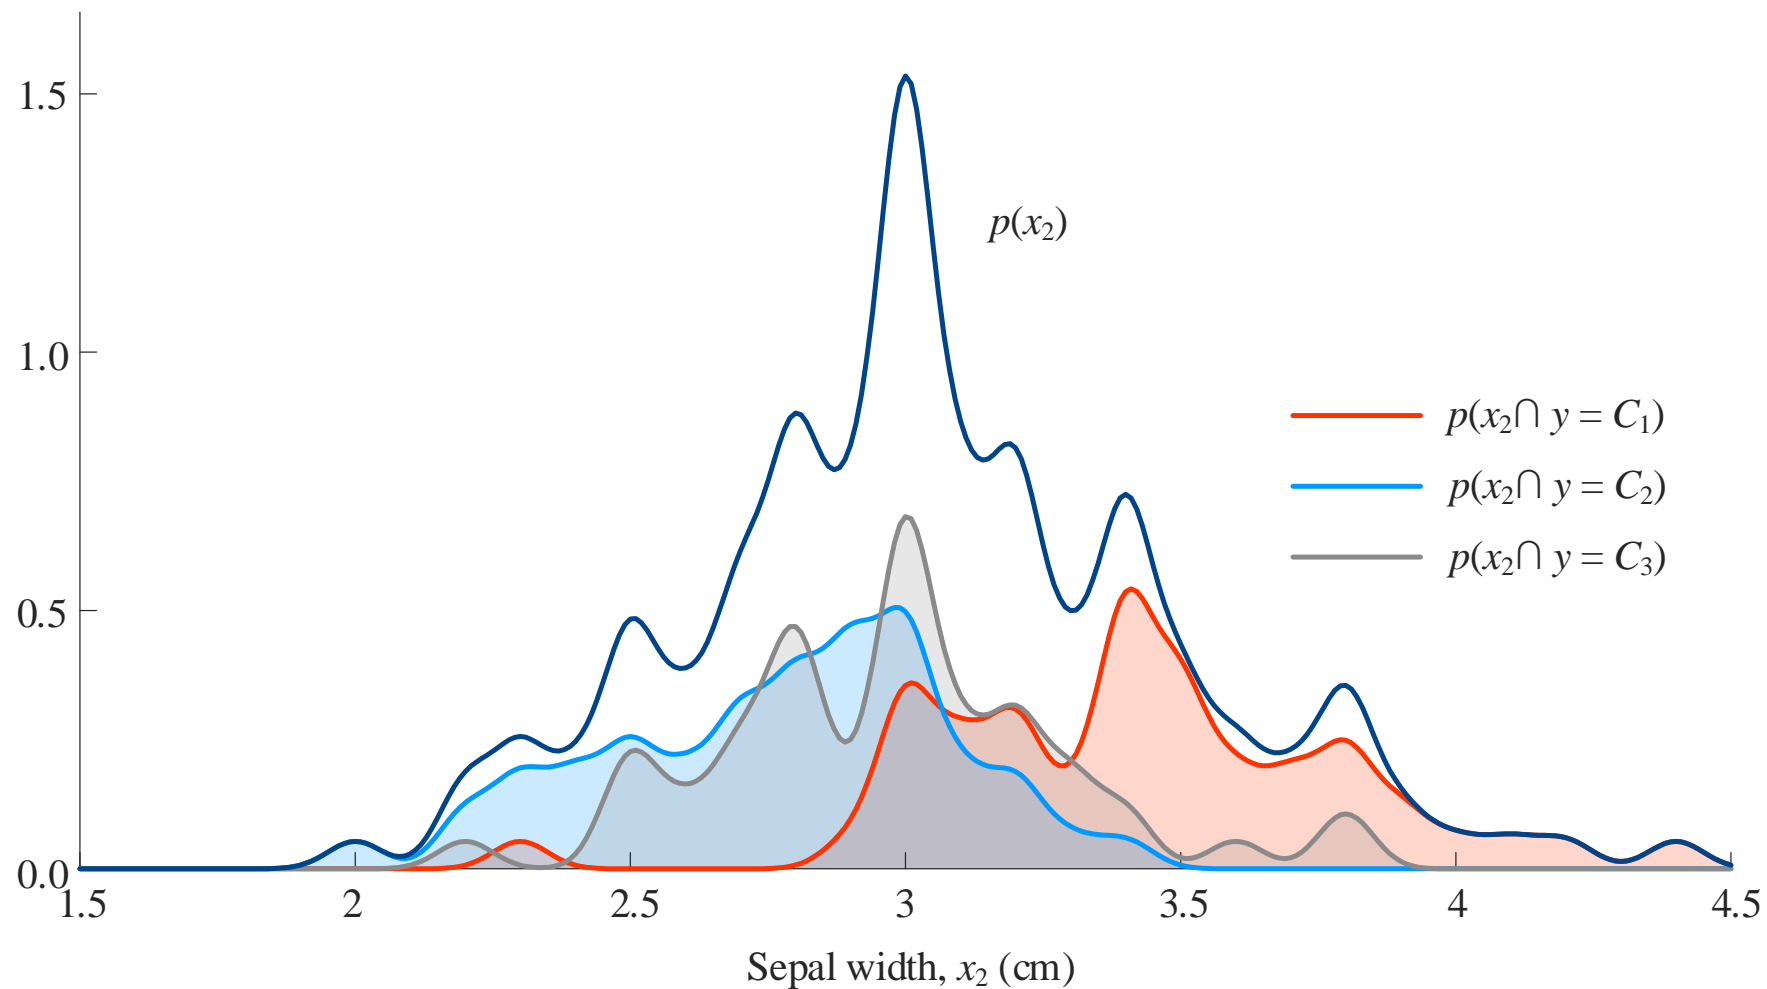 1.5
1.0
0.5
0.0
p(x₂)
p(x₂∩ y = C₁)
p(x₂∩ y = C₂)
p(x₂∩ y = C₃)
1.5 2 2.5 3 3.5 4 4.5
Sepal width, x₂ (cm)